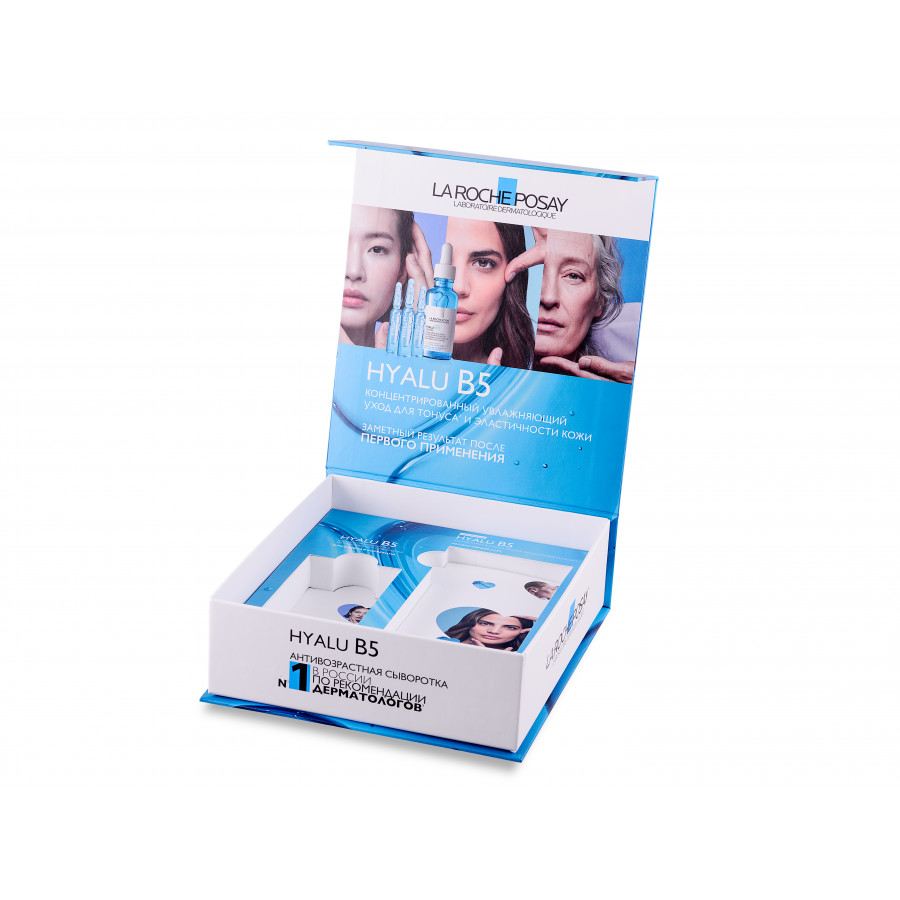 LA ROCHE POSAY
LABORATOIRE DERMATOLOGIQUE
HYALU B5
КОНЦЕНТРИРОВАННЫЙ УВЛАЖНЯЮЩИЙ
УХОД ДЛЯ ТОНУСА И ЭЛАСТИЧНОСТИ КОЖИ
ЗАМЕТНЫЙ РЕЗУЛЬТАТ ПОСЛЕ
ПЕРВОГО ПРИМЕНЕНИЯ
HYALU B5
HYALU B5
HYALU B5
АНТИВОЗРАСТНАЯ СЫВОРОТКА
N°1 В РОССИИ
ПО РЕКОМЕНДАЦИИ
ДЕРМАТОЛОГОВ
LA ROCHE POSAY